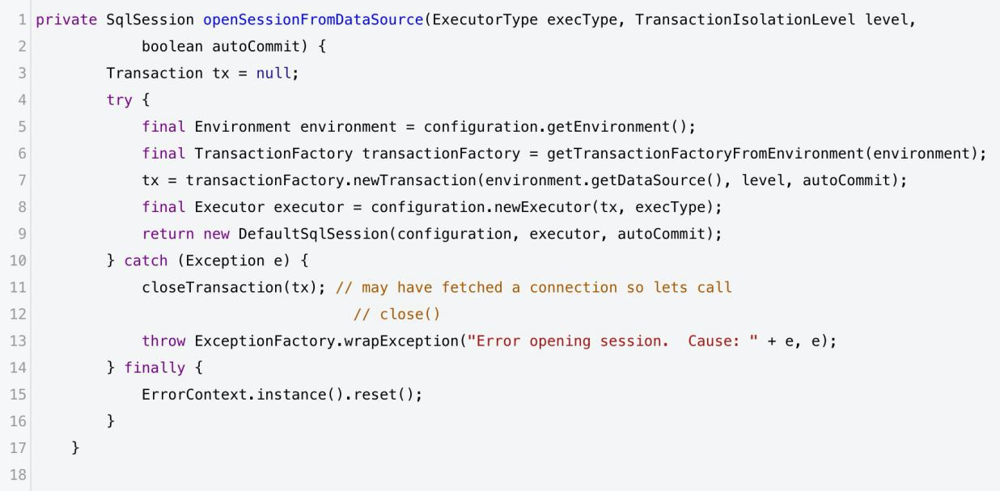 1 private SqlSession openSessionFromDataSource(ExecutorType execType, TransactionIsolationLevel level,
2             boolean autoCommit) {
3         Transaction tx = null;
4         try {
5             final Environment environment = configuration.getEnvironment();
6             final TransactionFactory transactionFactory = getTransactionFactoryFromEnvironment(environment);
7             tx = transactionFactory.newTransaction(environment.getDataSource(), level, autoCommit);
8             final Executor executor = configuration.newExecutor(tx, execType);
9             return new DefaultSqlSession(configuration, executor, autoCommit);
10         } catch (Exception e) {
11             closeTransaction(tx); // may have fetched a connection so lets call
12                                     // close()
13             throw ExceptionFactory.wrapException("Error opening session.  Cause: " + e, e);
14         } finally {
15             ErrorContext.instance().reset();
16         }
17     }
18